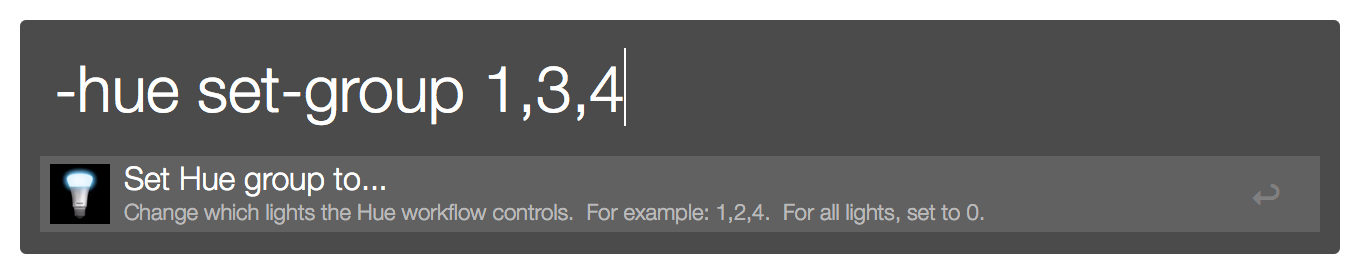 -hue set-group 1,3,4
Set Hue group to...
Change which lights the Hue workflow controls.  For example: 1,2,4.  For all lights, set to 0.